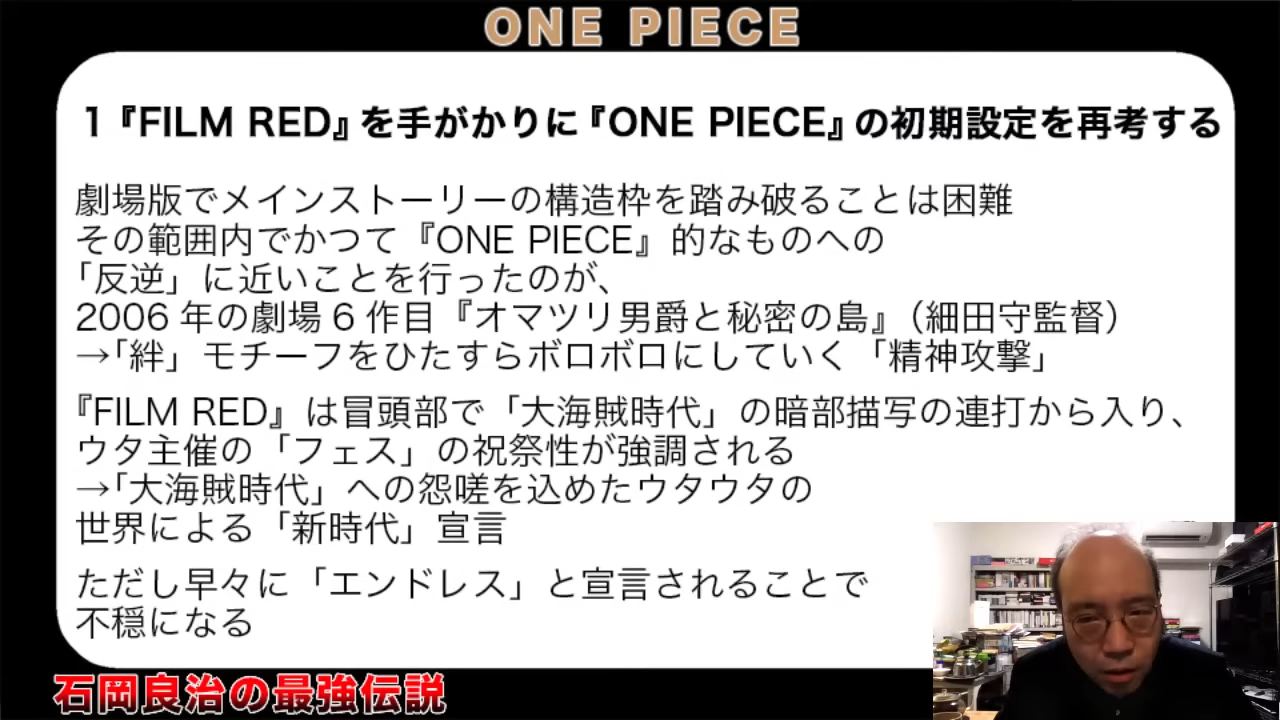 ONE PIECE
1『FILM RED』を手がかりに『ONE PIECE』の初期設定を再考する
劇場版でメインストーリーの構造枠を踏み破ることは困難
その範囲内でかつて『ONE PIECE』的なものへの
「反逆」に近いことを行ったのが、
2006年の劇場6作目『オマツリ男爵と秘密の島』（細田守監督）
→「絆」モチーフをひたすらボロボロにしていく「精神攻撃」
『FILM RED』は冒頭部で「大海賊時代」の暗部描写の連打から入り、
ウタ主催の「フェス」の祝祭性が強調される
→「大海賊時代」への怨嗟を込めたウタウタの
世界による「新時代」宣言
ただし早々に「エンドレス」と宣言されることで
不穏になる
石岡良治の最強伝説